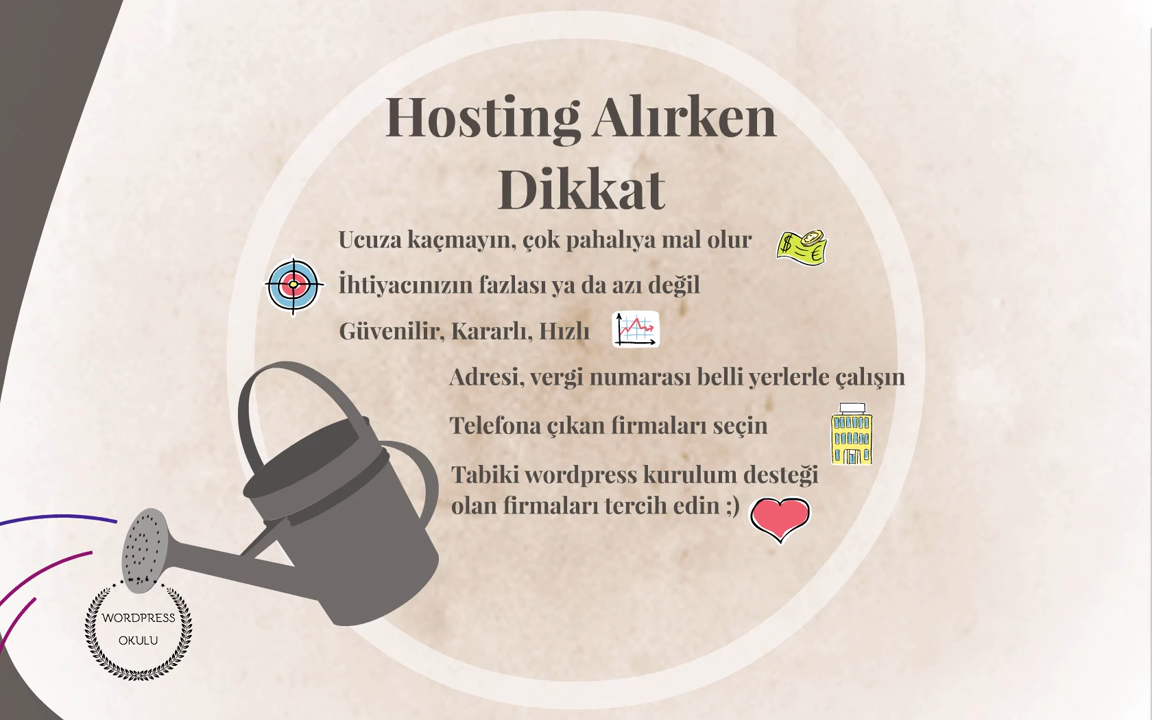 Hosting Alırken
Dikkat
Ucuza kaçmayın, çok pahalıya mal olur
İhtiyacınızın fazlası ya da azı değil
Güvenilir, Kararlı, Hızlı
Adresi, vergi numarası belli yerlerle çalışın
Telefona çıkan firmaları seçin
Tabiki wordpress kurulum desteği
olan firmaları tercih edin ;)
WORDPRESS
OKULU